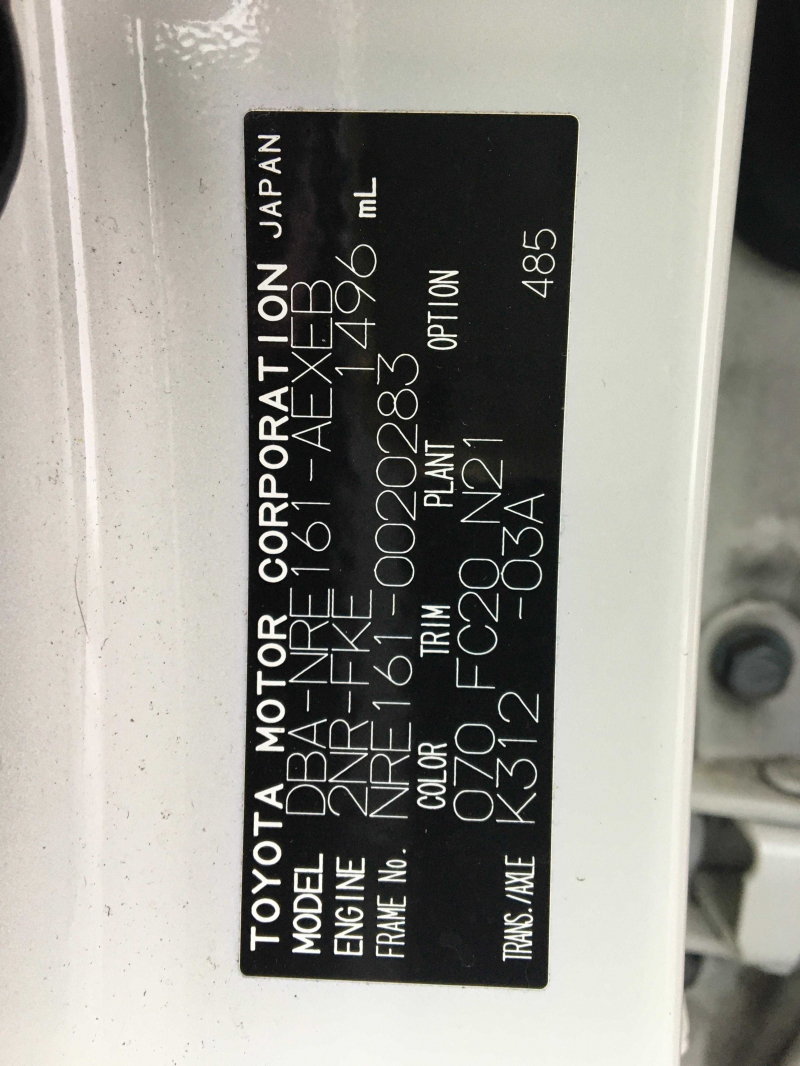 TOYOTA MOTOR CORPORATION JAPAN
MODEL DBA-NRE161-AEXEB
ENGINE 2NR-FKE 1496 mL
FRAME No. NRE161-0020283
COLOR TRIM PLANT OPTION
070 FC20 N21
TRANS./AXLE K312 -03A 485